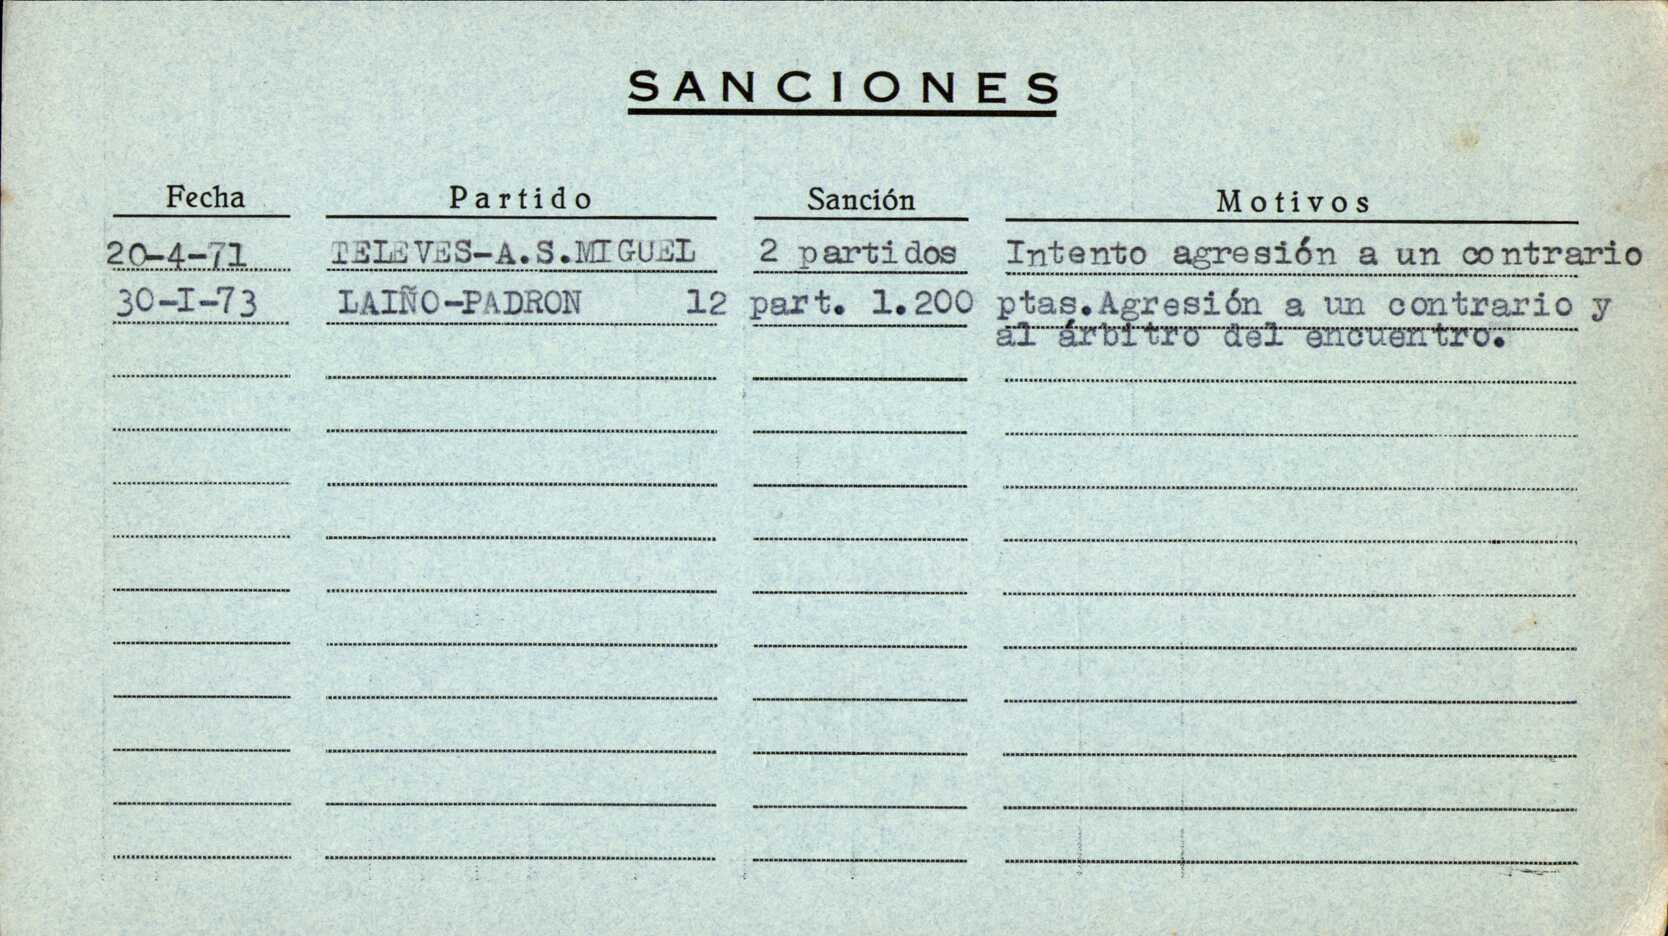 SANCIONES
Fecha Partido Sanción Motivos
20-4-71 TELEVES-A.S.MIGUEL 2 partidos Intento agresión a un contrario
30-I-73 LAIÑO-PADRON 12 part. 1.200 ptas.Agresión a un contrario y
al árbitro del encuentro.